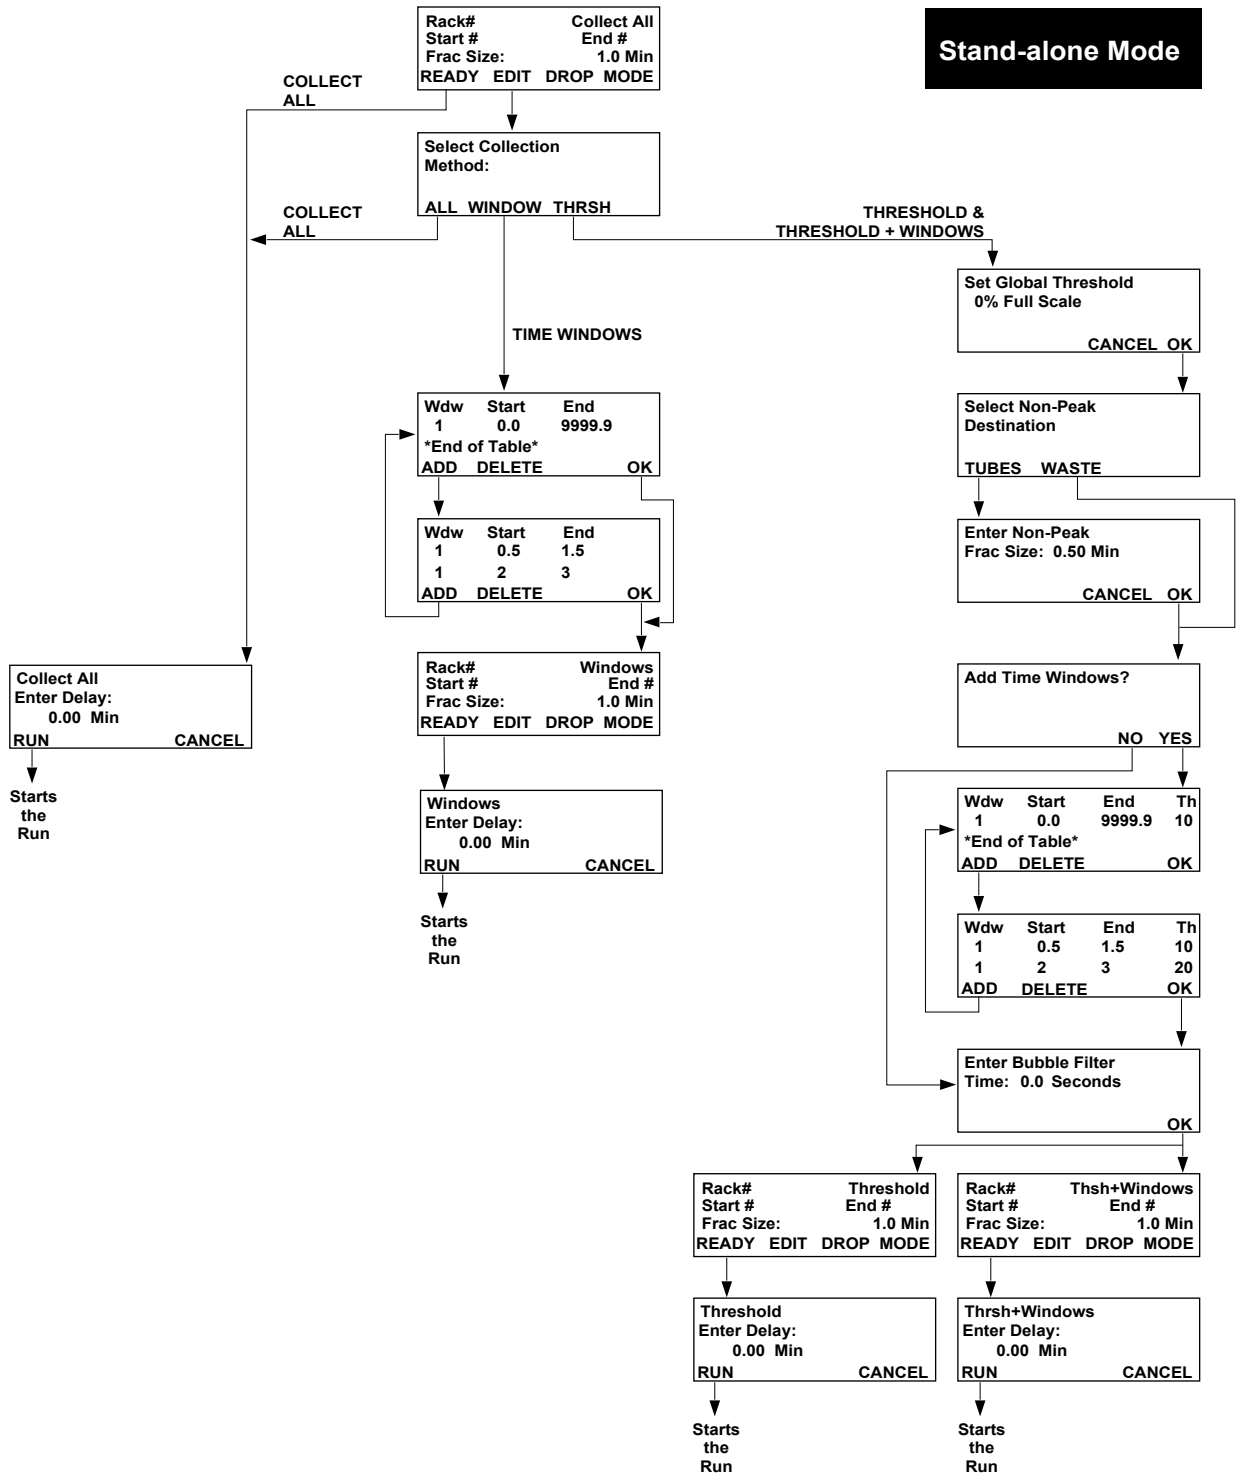 Stand-alone Mode
Rack# Collect All
Start # End #
Frac Size: 1.0 Min
READY EDIT DROP MODE
COLLECT
ALL
Select Collection
Method:
ALL WINDOW THRSH
COLLECT
ALL
THRESHOLD &
THRESHOLD + WINDOWS
TIME WINDOWS
Set Global Threshold
0% Full Scale
CANCEL OK
Wdw Start End
1 0.0 9999.9
*End of Table*
ADD DELETE OK
Select Non-Peak
Destination
TUBES WASTE
Wdw Start End
1 0.5 1.5
1 2 3
ADD DELETE OK
Enter Non-Peak
Frac Size: 0.50 Min
CANCEL OK
Collect All
Enter Delay:
0.00 Min
RUN CANCEL
Starts
the
Run
Rack# Windows
Start # End #
Frac Size: 1.0 Min
READY EDIT DROP MODE
Windows
Enter Delay:
0.00 Min
RUN CANCEL
Starts
the
Run
Add Time Windows?
NO YES
Wdw Start End Th
1 0.0 9999.9 10
*End of Table*
ADD DELETE OK
Wdw Start End Th
1 0.5 1.5 10
1 2 3 20
ADD DELETE OK
Enter Bubble Filter
Time: 0.0 Seconds
OK
Rack# Threshold
Start # End #
Frac Size: 1.0 Min
READY EDIT DROP MODE
Rack# Thsh+Windows
Start # End #
Frac Size: 1.0 Min
READY EDIT DROP MODE
Threshold
Enter Delay:
0.00 Min
RUN CANCEL
Starts
the
Run
Thrsh+Windows
Enter Delay:
0.00 Min
RUN CANCEL
Starts
the
Run